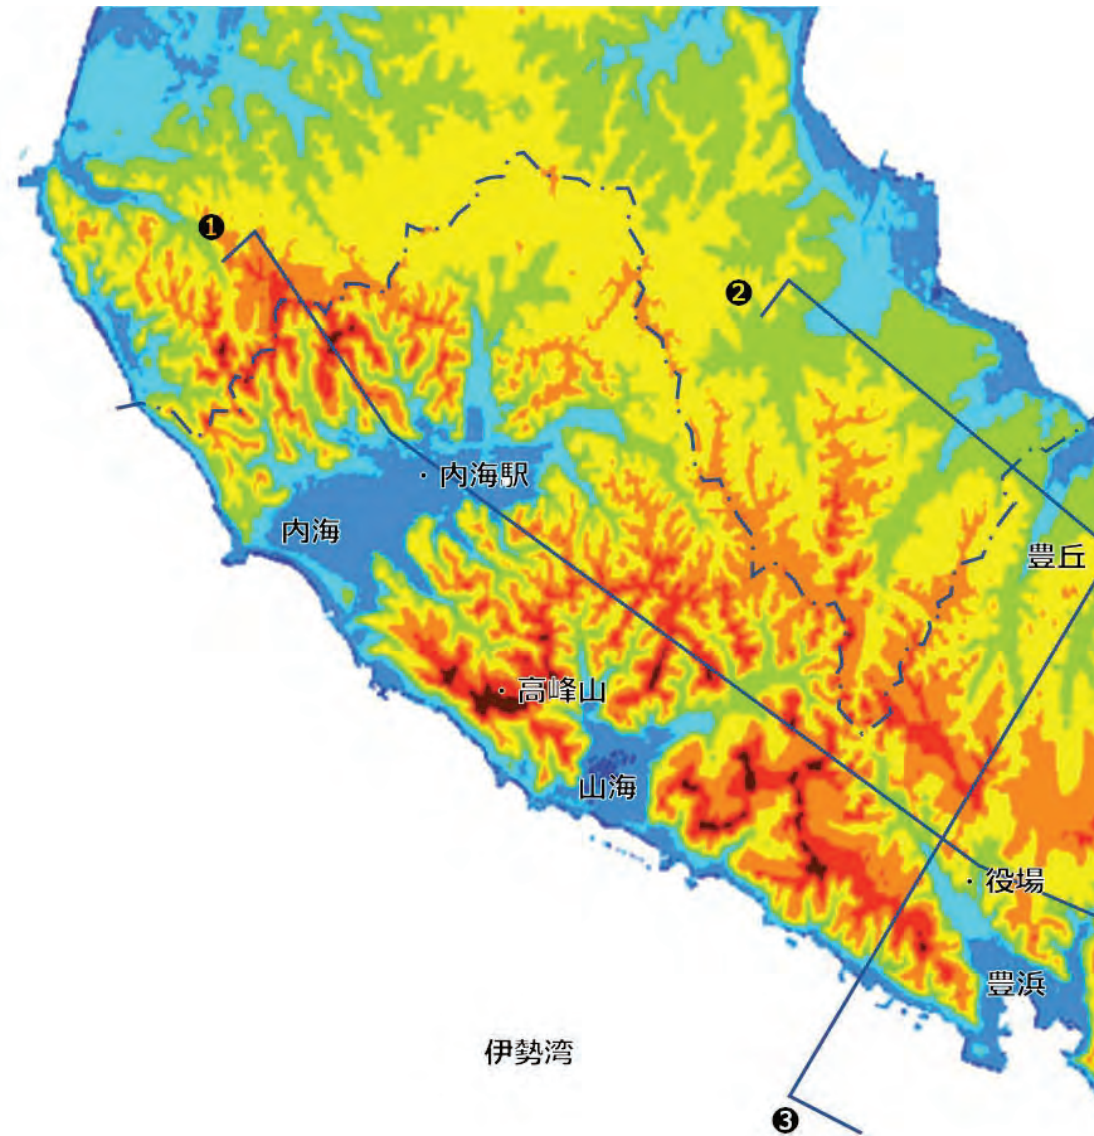 ❶
❷
・内海駅
内海
豊丘
・高峰山
山海
・役場
豊浜
伊勢湾
❸